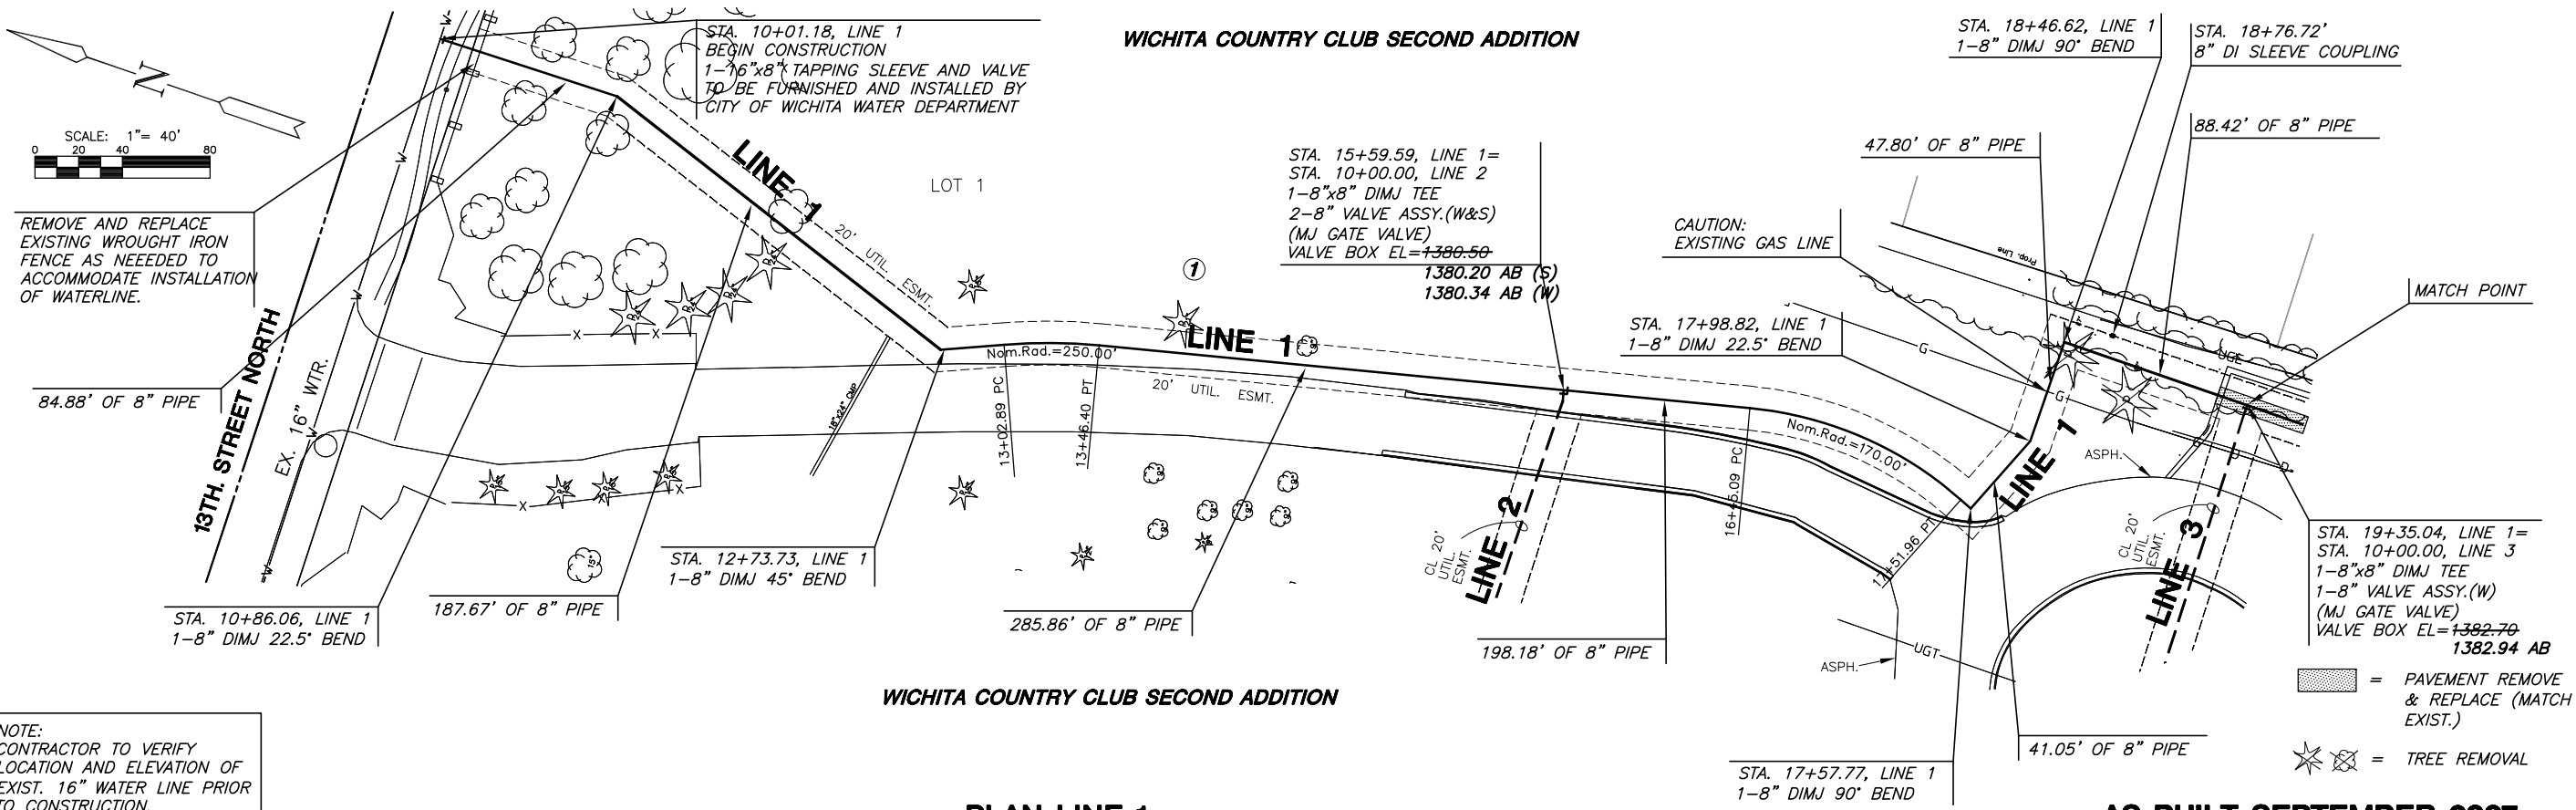 STA. 10+01.18, LINE 1
BEGIN CONSTRUCTION
1-16"x8" TAPPING SLEEVE AND VALVE
TO BE FURNISHED AND INSTALLED BY
CITY OF WICHITA WATER DEPARTMENT
WICHITA COUNTRY CLUB SECOND ADDITION
STA. 18+46.62, LINE 1
1-8" DIMJ 90° BEND
STA. 18+76.72'
8" DI SLEEVE COUPLING
N
SCALE: 1"= 40'
0 20 40 80
REMOVE AND REPLACE
EXISTING WROUGHT IRON
FENCE AS NEEEDED TO
ACCOMMODATE INSTALLATION
OF WATERLINE.
84.88' OF 8" PIPE
13TH. STREET NORTH
EX. 16" WTR.
W
W
W
W
W
LINE 1
20' UTIL. ESMT.
LOT 1
1
STA. 15+59.59, LINE 1=
STA. 10+00.00, LINE 2
1-8"x8" DIMJ TEE
2-8" VALVE ASSY.(W&S)
(MJ GATE VALVE)
VALVE BOX EL=1380.50
1380.20 AB (S)
1380.34 AB (W)
47.80' OF 8" PIPE
88.42' OF 8" PIPE
CAUTION:
EXISTING GAS LINE
Prop. Line
MATCH POINT
STA. 17+98.82, LINE 1
1-8" DIMJ 22.5° BEND
LINE 1
Nom.Rad.=250.00'
20' UTIL. ESMT.
18"x24" CMP
13+02.89 PC
13+46.40 PT
X
X
X
X
15"
G
G
UGE
Nom.Rad.=170.00'
16+45.09 PC
17+51.96 PT
LINE 1
ASPH.
LINE 2
CL 20'
UTIL.
ESMT.
LINE 3
CL 20'
UTIL.
ESMT.
STA. 12+73.73, LINE 1
1-8" DIMJ 45° BEND
STA. 10+86.06, LINE 1
1-8" DIMJ 22.5° BEND
187.67' OF 8" PIPE
285.86' OF 8" PIPE
198.18' OF 8" PIPE
STA. 19+35.04, LINE 1=
STA. 10+00.00, LINE 3
1-8"x8" DIMJ TEE
1-8" VALVE ASSY.(W)
(MJ GATE VALVE)
VALVE BOX EL=1382.70
1382.94 AB
ASPH.
UGT
= PAVEMENT REMOVE
& REPLACE (MATCH
EXIST.)
= TREE REMOVAL
WICHITA COUNTRY CLUB SECOND ADDITION
41.05' OF 8" PIPE
STA. 17+57.77, LINE 1
1-8" DIMJ 90° BEND
NOTE:
CONTRACTOR TO VERIFY
LOCATION AND ELEVATION OF
EXIST. 16" WATER LINE PRIOR
TO CONSTRUCTION.
PLAN LINE 1
AS BUILT SEPTEMBER